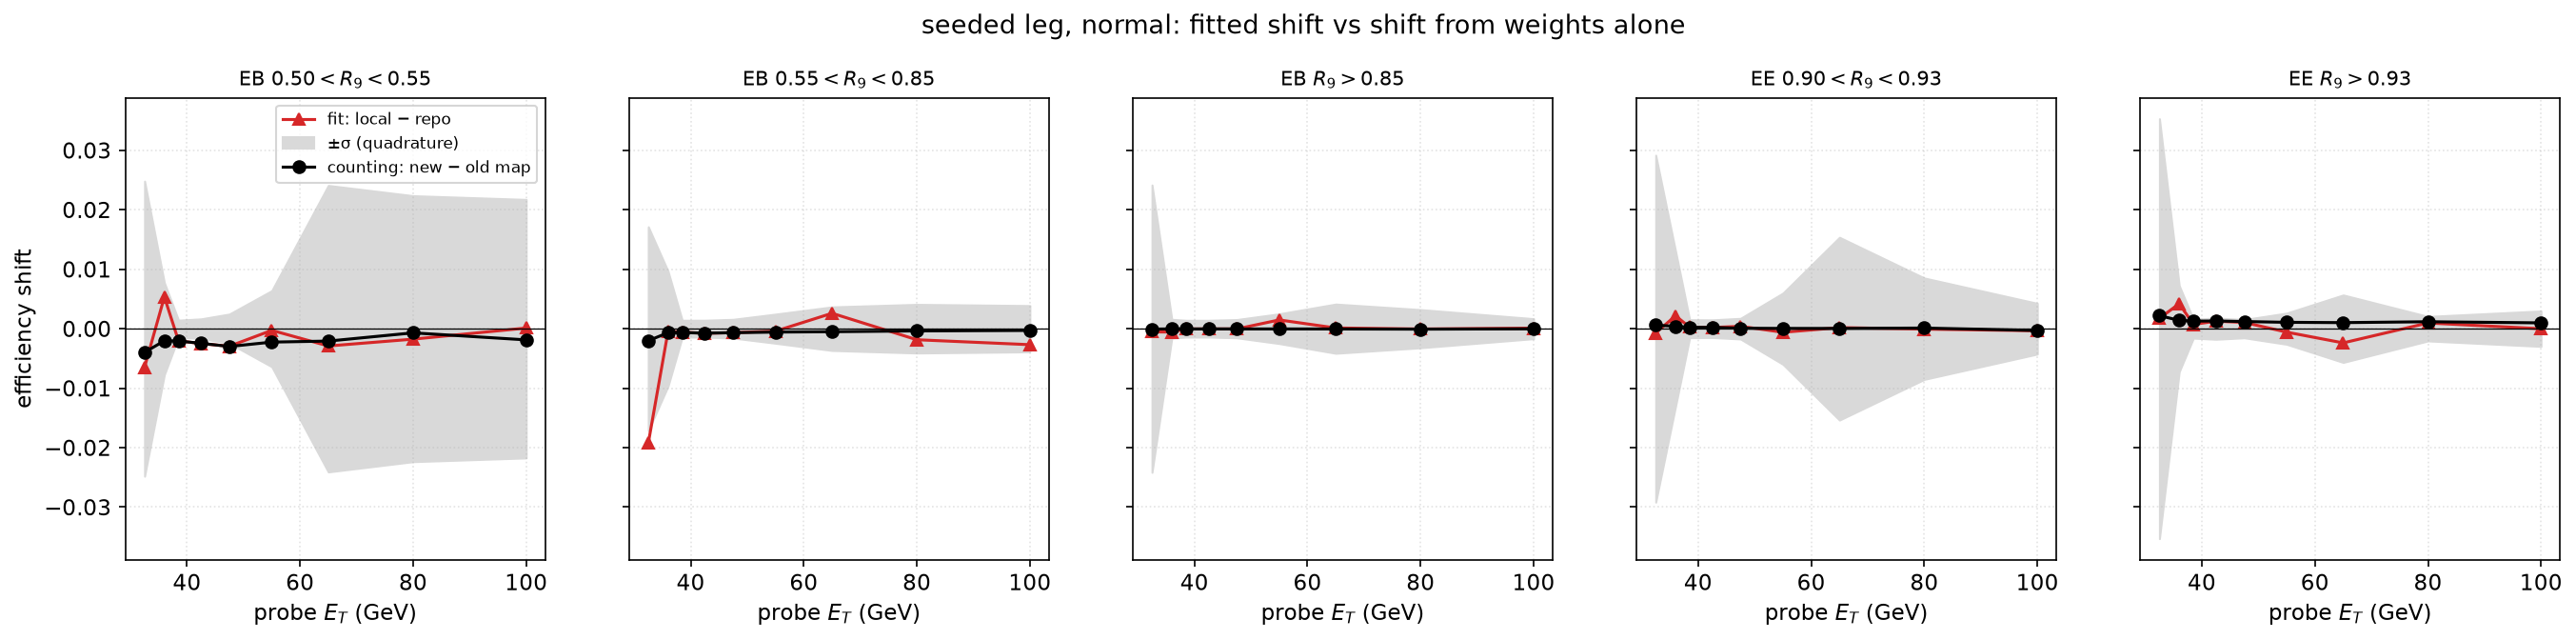 seeded leg, normal: fitted shift vs shift from weights alone
EB 0.50 < R₉ < 0.55
EB 0.55 < R₉ < 0.85
EB R₉ > 0.85
EE 0.90 < R₉ < 0.93
EE R₉ > 0.93
fit: local − repo
±σ (quadrature)
counting: new − old map
efficiency shift
0.03
0.02
0.01
0.00
−0.01
−0.02
−0.03
40 60 80 100
40 60 80 100
40 60 80 100
40 60 80 100
40 60 80 100
probe E_T (GeV)
probe E_T (GeV)
probe E_T (GeV)
probe E_T (GeV)
probe E_T (GeV)